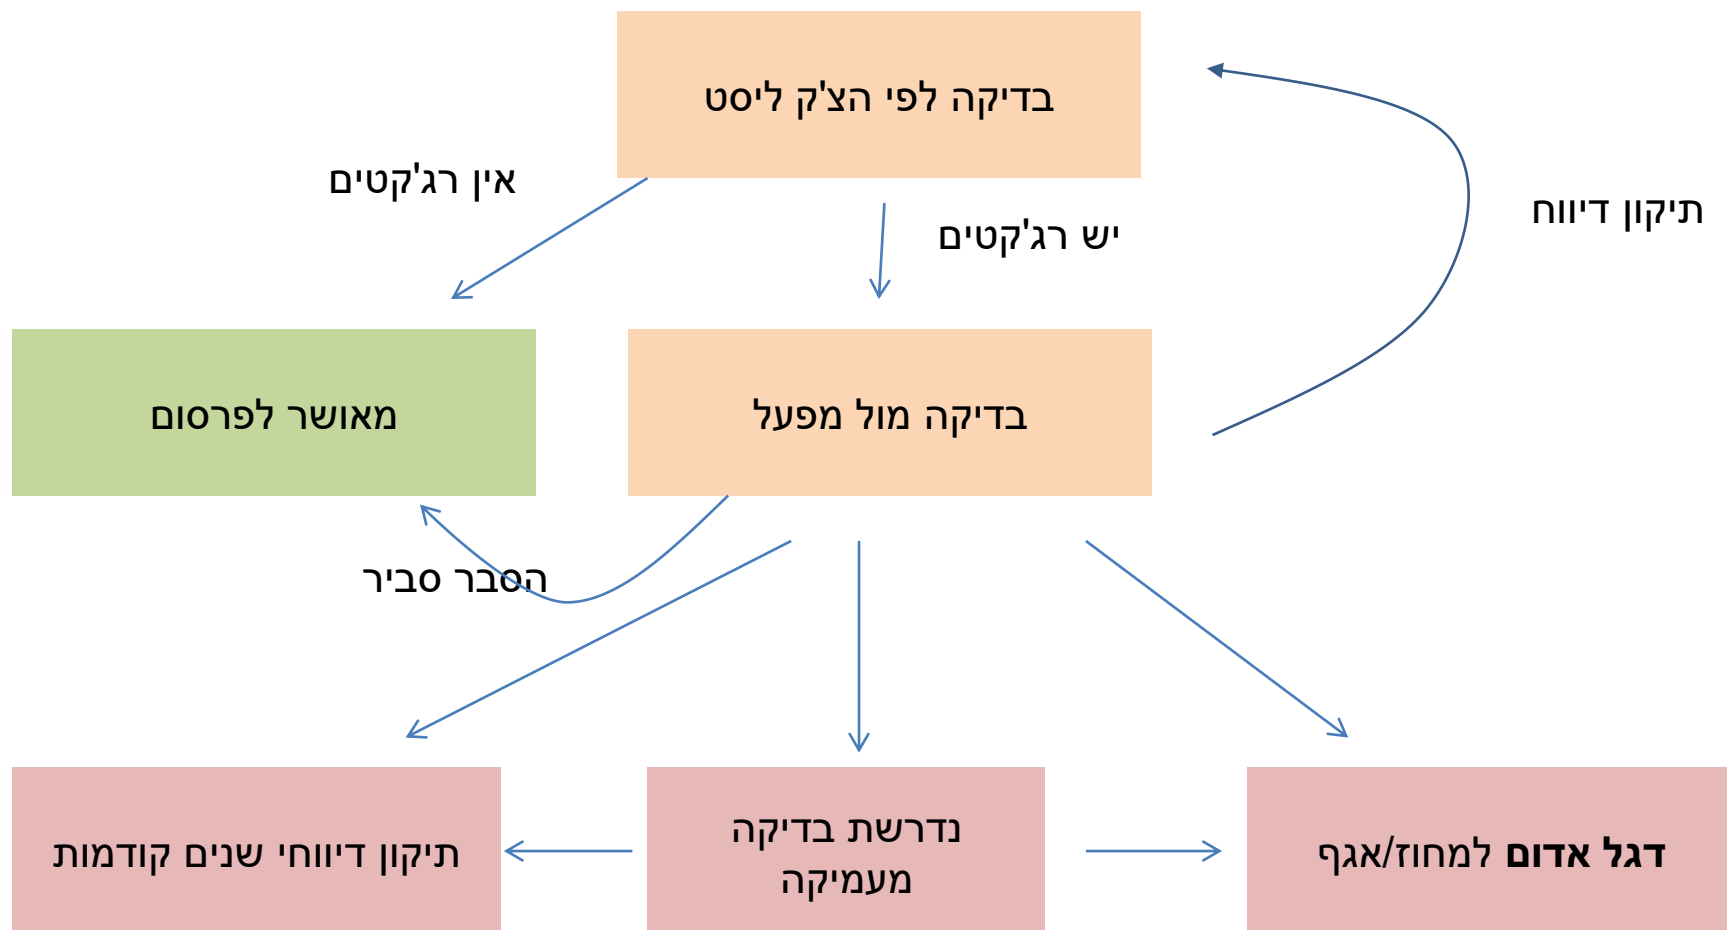 בדיקה לפי הצ'ק ליסט
אין רג'קטים
יש רג'קטים
תיקון דיווח
בדיקה מול מפעל
מאושר לפרסום
הסבר סביר
דגל אדום למחוז/אגף
נדרשת בדיקה
מעמיקה
תיקון דיווחי שנים קודמות